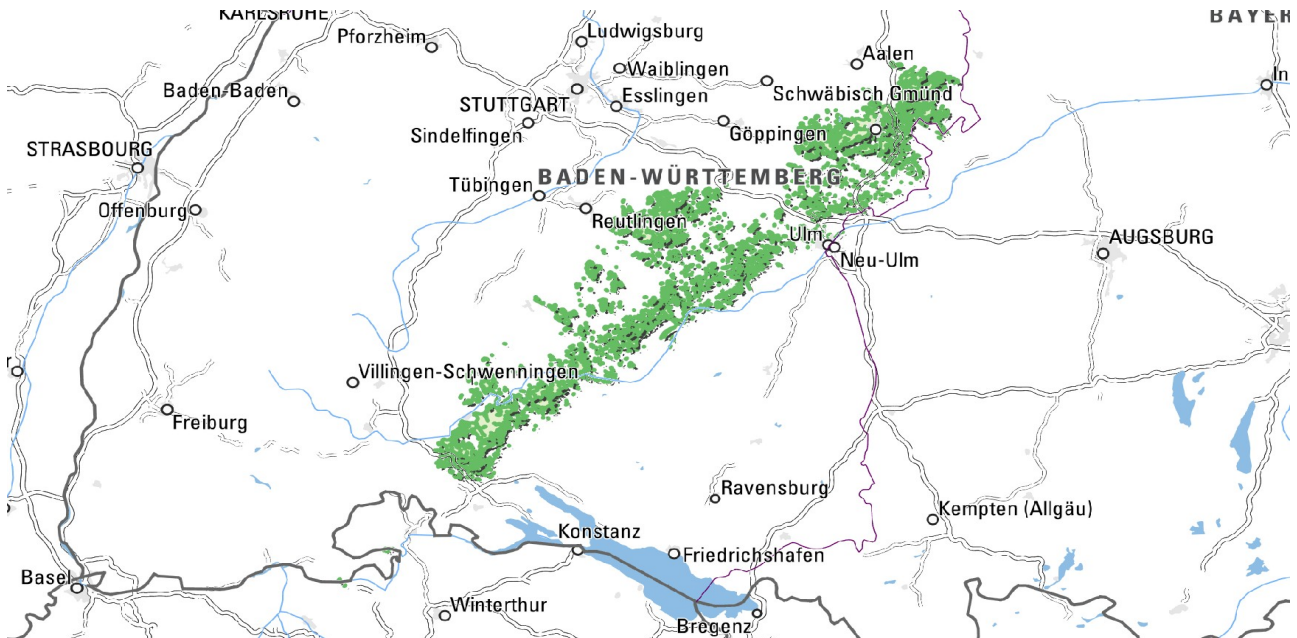 KARLSRUHE
BAYER
Pforzheim
Ludwigsburg
Aalen
Waiblingen
In
Baden-Baden
STUTTGART
Esslingen
Schwäbisch Gmünd
Sindelfingen
Göppingen
STRASBOURG
BADEN-WÜRTTEMBERG
Tübingen
Offenburg
Reutlingen
Ulm
AUGSBURG
Neu-Ulm
r
Villingen-Schwenningen
Freiburg
Ravensburg
Kempten (Allgäu)
Konstanz
Friedrichshafen
Basel
Winterthur
Bregenz